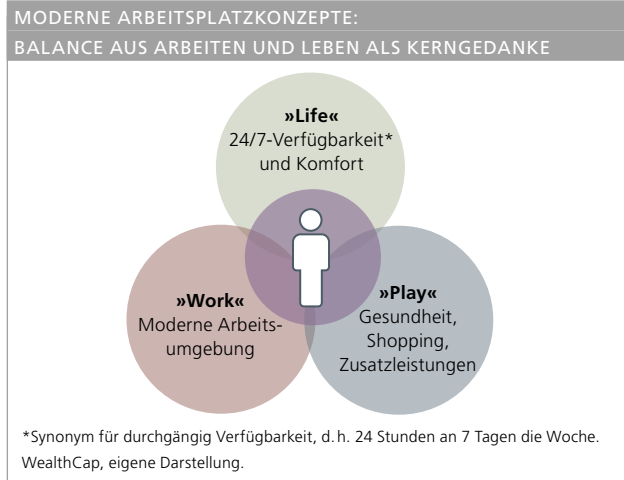 MODERNE ARBEITSPLATZKONZEPTE:
BALANCE AUS ARBEITEN UND LEBEN ALS KERNGEDANKE
»Life«
24/7-Verfügbarkeit*
und Komfort
»Work«
Moderne Arbeits-
umgebung
»Play«
Gesundheit,
Shopping,
Zusatzleistungen
*Synonym für durchgängig Verfügbarkeit, d. h. 24 Stunden an 7 Tagen die Woche.
WealthCap, eigene Darstellung.